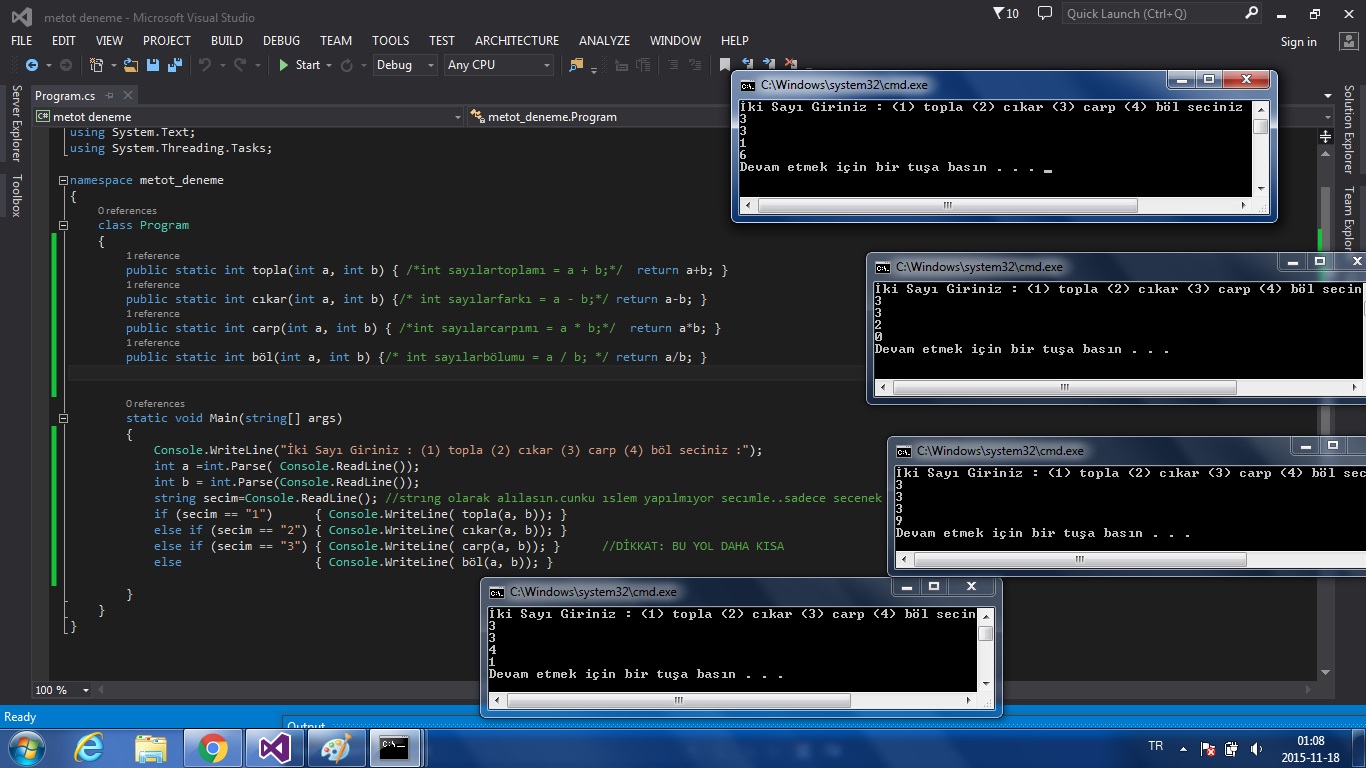 metot deneme - Microsoft Visual Studio
10
Quick Launch (Ctrl+Q)
FILE EDIT VIEW PROJECT BUILD DEBUG TEAM TOOLS TEST ARCHITECTURE ANALYZE WINDOW HELP
Sign in
Start Debug Any CPU
Server Explorer
Toolbox
Solution Explorer
Team Explor
Program.cs
metot deneme
metot_deneme.Program
using System.Text;
using System.Threading.Tasks;
namespace metot_deneme
{
0 references
class Program
{
1 reference
public static int topla(int a, int b) { /*int sayılartoplamı = a + b;*/ return a+b; }
1 reference
public static int cıkar(int a, int b) {/* int sayılarfarkı = a - b;*/ return a-b; }
1 reference
public static int carp(int a, int b) { /*int sayılarcarpımı = a * b;*/ return a*b; }
1 reference
public static int böl(int a, int b) {/* int sayılarbölumu = a / b; */ return a/b; }
0 references
static void Main(string[] args)
{
Console.WriteLine("İki Sayı Giriniz : (1) topla (2) cıkar (3) carp (4) böl seciniz :");
int a =int.Parse( Console.ReadLine());
int b = int.Parse(Console.ReadLine());
string secim=Console.ReadLine(); //strıng olarak alılasın.cunku ıslem yapılmıyor secımle..sadece secenek
if (secim == "1") { Console.WriteLine( topla(a, b)); }
else if (secim == "2") { Console.WriteLine( cıkar(a, b)); }
else if (secim == "3") { Console.WriteLine( carp(a, b)); } //DİKKAT: BU YOL DAHA KISA
else { Console.WriteLine( böl(a, b)); }
}
}
}
C:\Windows\system32\cmd.exe
İki Sayı Giriniz : (1) topla (2) cıkar (3) carp (4) böl seciniz
3
3
1
6
Devam etmek için bir tuşa basın . . .
C:\Windows\system32\cmd.exe
İki Sayı Giriniz : (1) topla (2) cıkar (3) carp (4) böl secin
3
3
2
0
Devam etmek için bir tuşa basın . . .
C:\Windows\system32\cmd.exe
İki Sayı Giriniz : (1) topla (2) cıkar (3) carp (4) böl sec
3
3
3
9
Devam etmek için bir tuşa basın . . .
C:\Windows\system32\cmd.exe
İki Sayı Giriniz : (1) topla (2) cıkar (3) carp (4) böl secin
3
3
4
1
Devam etmek için bir tuşa basın . . .
100 %
Ready
Output
TR
01:08
2015-11-18